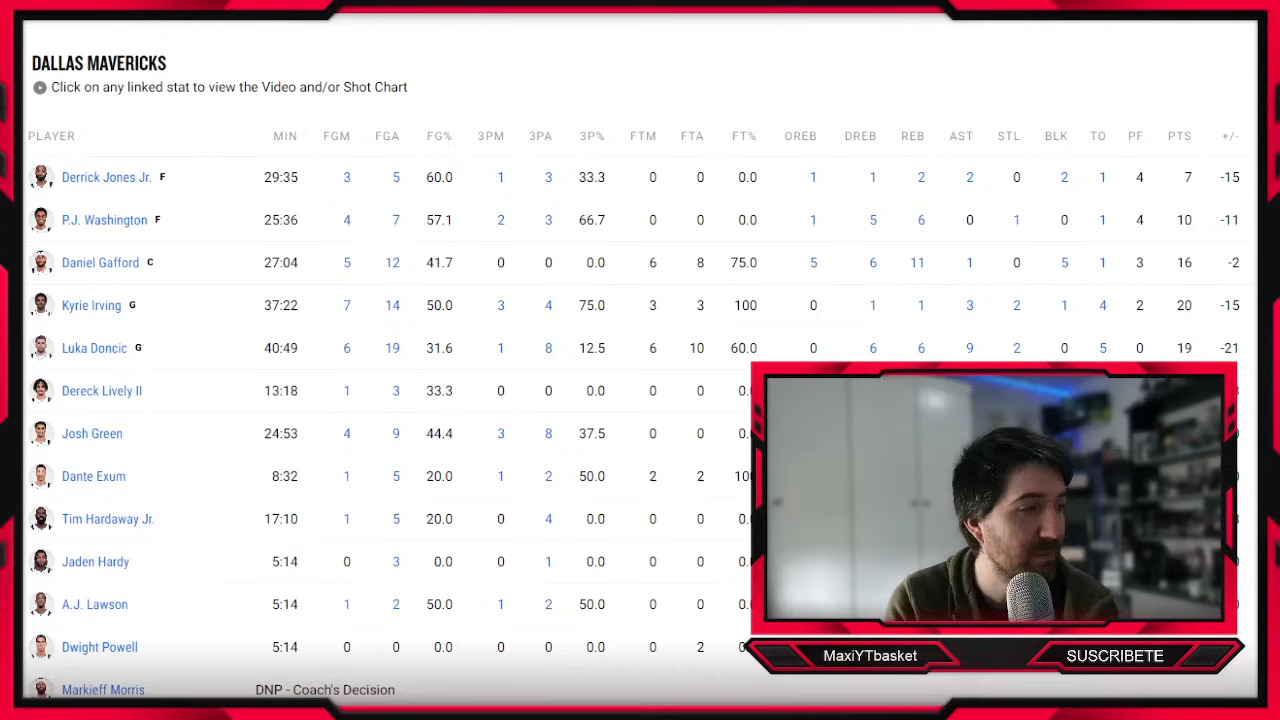 DALLAS MAVERICKS
Click on any linked stat to view the Video and/or Shot Chart
PLAYER MIN FGM FGA FG% 3PM 3PA 3P% FTM FTA FT% OREB DREB REB AST STL BLK TO PF PTS +/-
Derrick Jones Jr. F 29:35 3 5 60.0 1 3 33.3 0 0 0.0 1 1 2 2 0 2 1 4 7 -15
P.J. Washington F 25:36 4 7 57.1 2 3 66.7 0 0 0.0 1 5 6 0 1 0 1 4 10 -11
Daniel Gafford C 27:04 5 12 41.7 0 0 0.0 6 8 75.0 5 6 11 1 0 5 1 3 16 -2
Kyrie Irving G 37:22 7 14 50.0 3 4 75.0 3 3 100 0 1 1 3 2 1 4 2 20 -15
Luka Doncic G 40:49 6 19 31.6 1 8 12.5 6 10 60.0 0 6 6 9 2 0 5 0 19 -21
Dereck Lively II 13:18 1 3 33.3 0 0 0.0 0 0
Josh Green 24:53 4 9 44.4 3 8 37.5 0 0
Dante Exum 8:32 1 5 20.0 1 2 50.0 2 2
Tim Hardaway Jr. 17:10 1 5 20.0 0 4 0.0 0 0
Jaden Hardy 5:14 0 3 0.0 0 1 0.0 0 0
A.J. Lawson 5:14 1 2 50.0 1 2 50.0 0 0
Dwight Powell 5:14 0 0 0.0 0 0 0.0 0 2
Markieff Morris DNP - Coach's Decision
MaxiYTbasket SUSCRIBETE